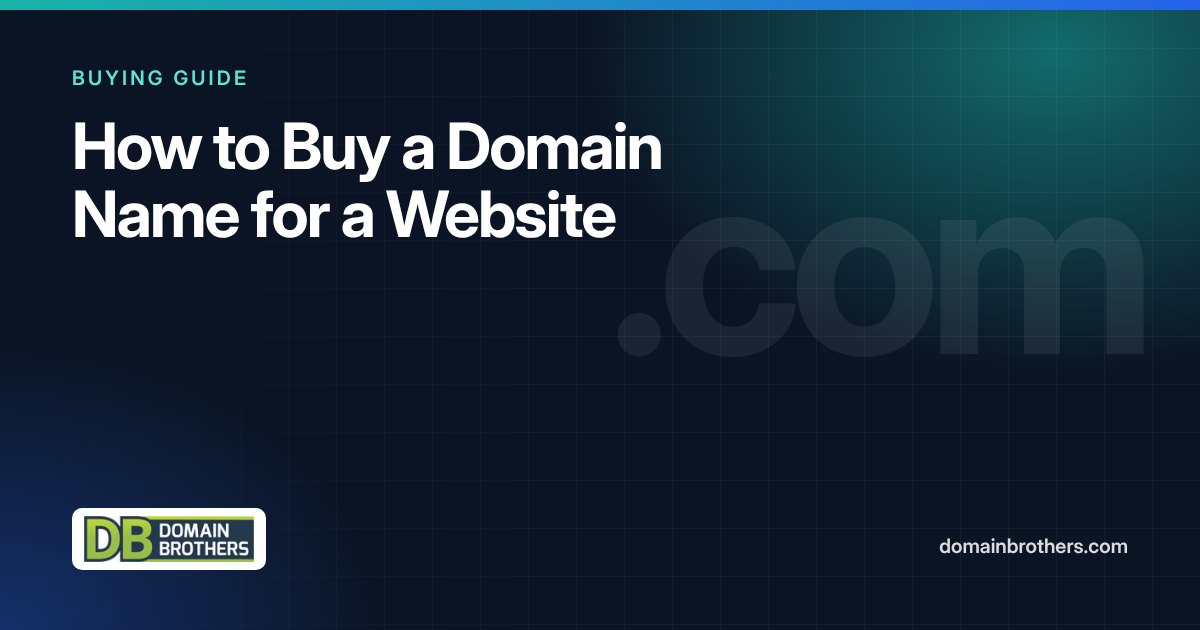 BUYING GUIDE
How to Buy a Domain
Name for a Website
.com
DB DOMAIN
BROTHERS
domainbrothers.com